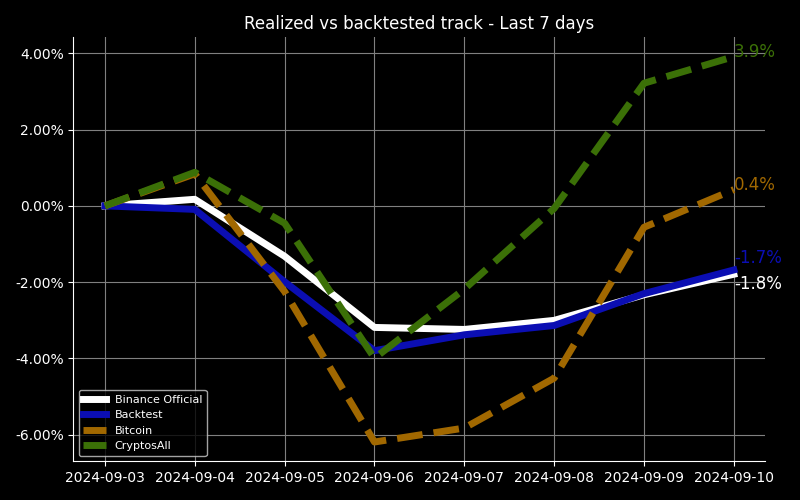 Realized vs backtested track - Last 7 days
4.00%
2.00%
0.00%
-2.00%
-4.00%
-6.00%
3.9%
0.4%
-1.7%
-1.8%
Binance Official
Backtest
Bitcoin
CryptosAll
2024-09-03 2024-09-04 2024-09-05 2024-09-06 2024-09-07 2024-09-08 2024-09-09 2024-09-10